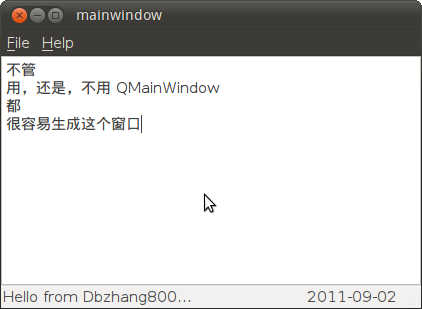 mainwindow
File Help
不管
用，还是，不用 QMainWindow
都
很容易生成这个窗口
Hello from Dbzhang800... 2011-09-02